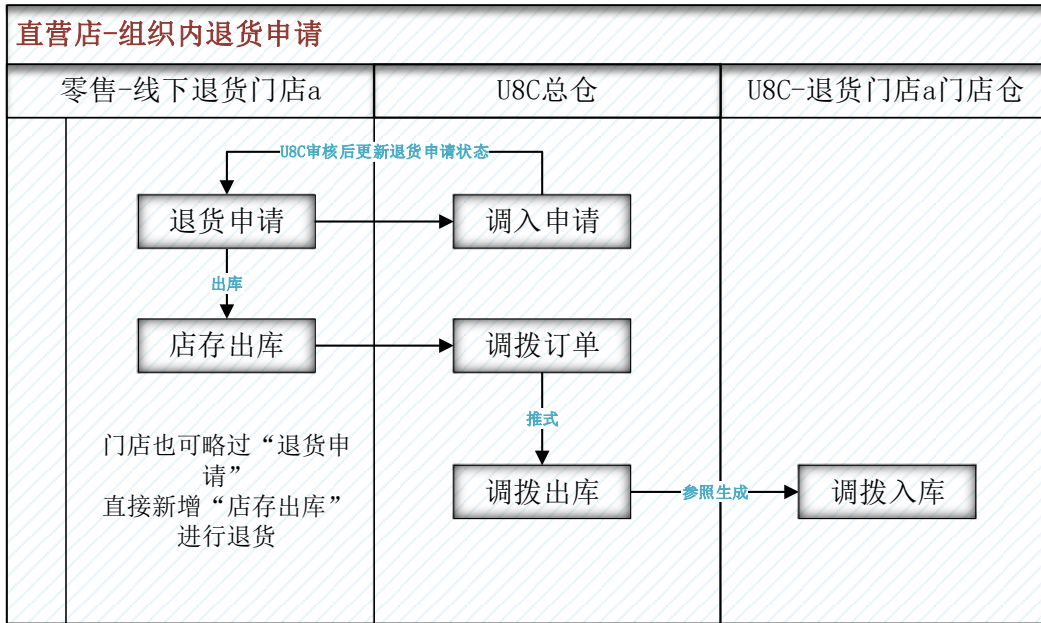 直营店-组织内退货申请
零售-线下退货门店a
U8C总仓
U8C-退货门店a门店仓
U8C审核后更新退货申请状态
退货申请
调入申请
出库
店存出库
调拨订单
推式
门店也可略过“退货申
请”
直接新增“店存出库”
进行退货
调拨出库
参照生成
调拨入库